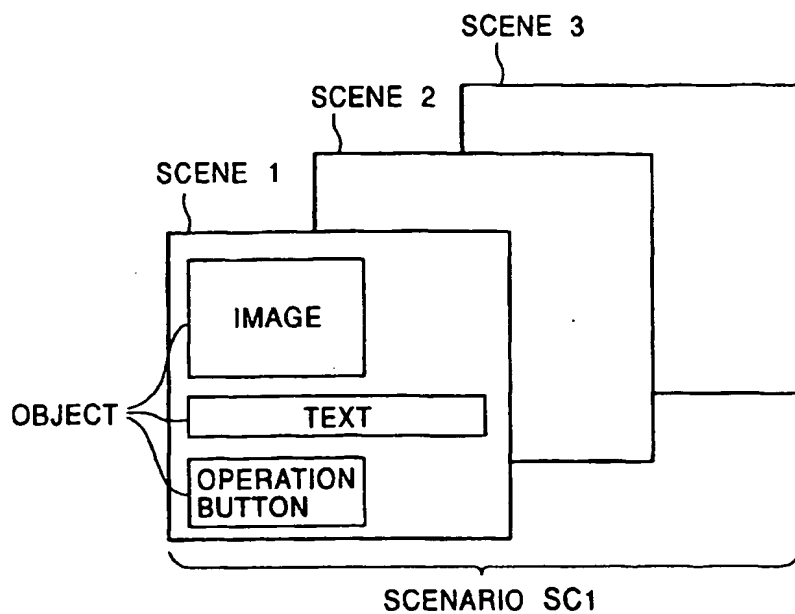 SCENE 3
SCENE 2
SCENE 1
IMAGE
OBJECT
TEXT
OPERATION
BUTTON
SCENARIO SC1